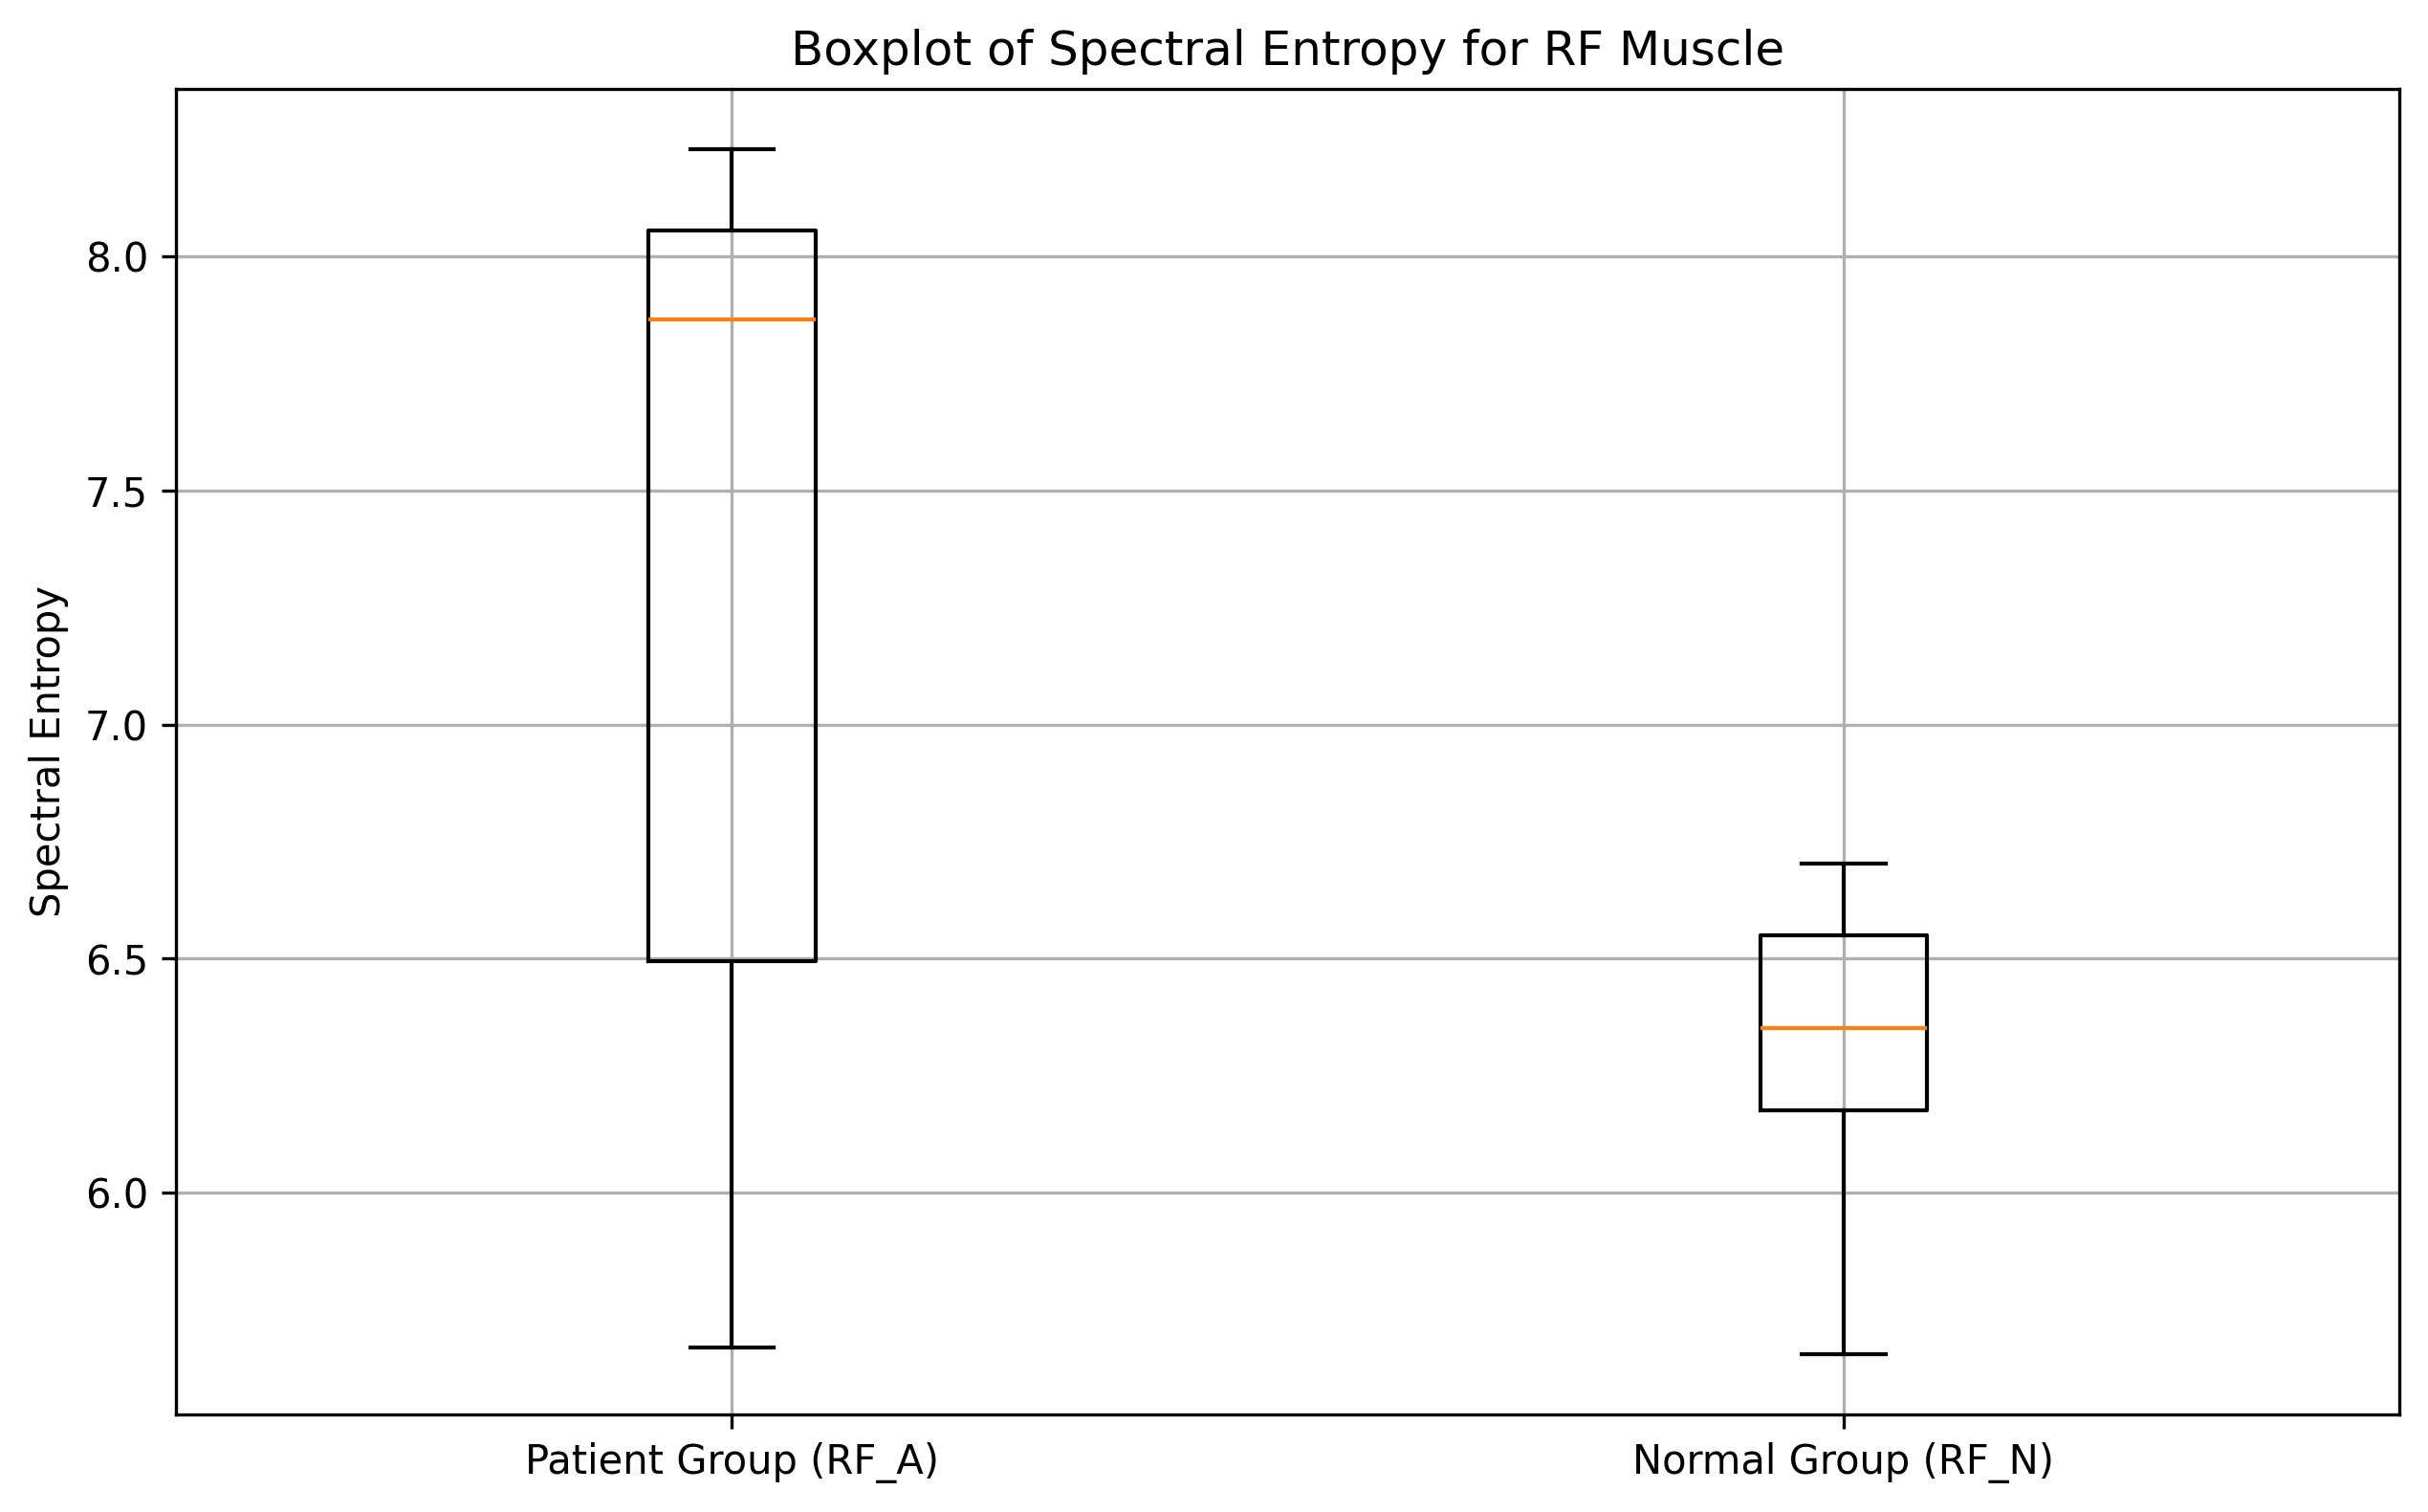 Boxplot of Spectral Entropy for RF Muscle
Spectral Entropy
8.0
7.5
7.0
6.5
6.0
Patient Group (RF_A)
Normal Group (RF_N)